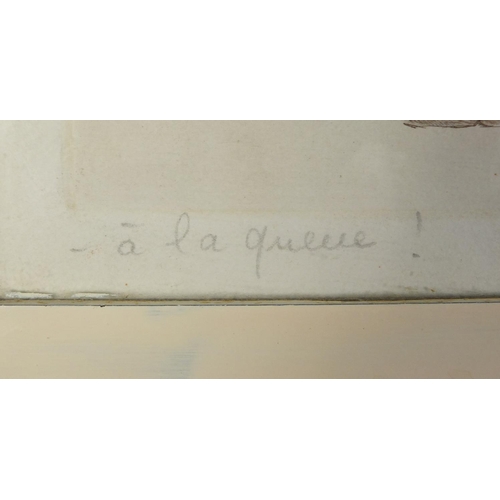 - à la queue !